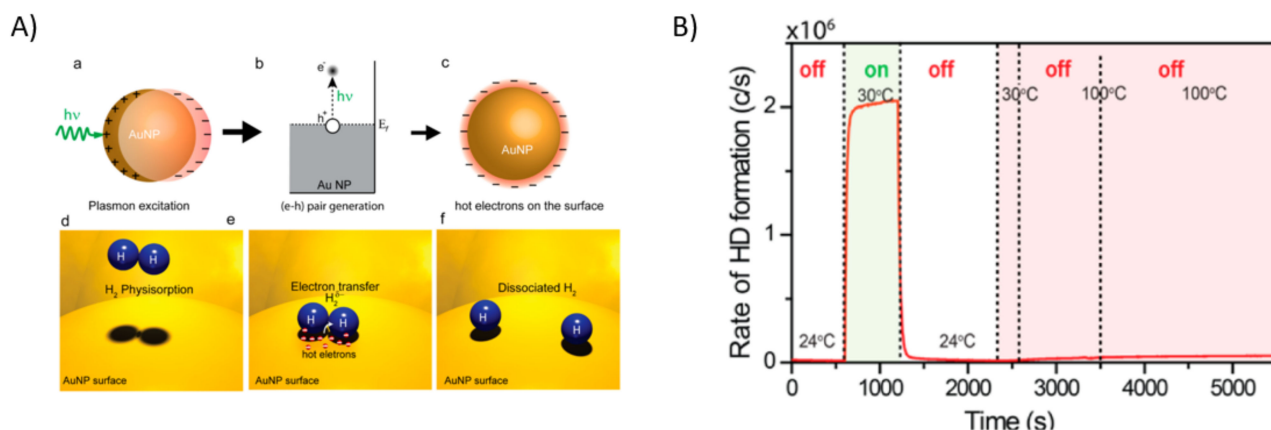 A)
a
b
c
hν
+ + + + + + +
AuNP
- - - - - - -
e-
hν
h+
Ef
Au NP
AuNP
Plasmon excitation
(e-h) pair generation
hot electrons on the surface
d
e
f
H H
H2 Physisorption
AuNP surface
Electron transfer
H2δ-
H H
hot eletrons
AuNP surface
Dissociated H2
H
H
AuNP surface
B)
x10⁶
Rate of HD formation (c/s)
2
1
0
off
on
off
off
off
30°C
30°C
100°C
100°C
24°C
24°C
0 1000 2000 3000 4000 5000
Time (s)